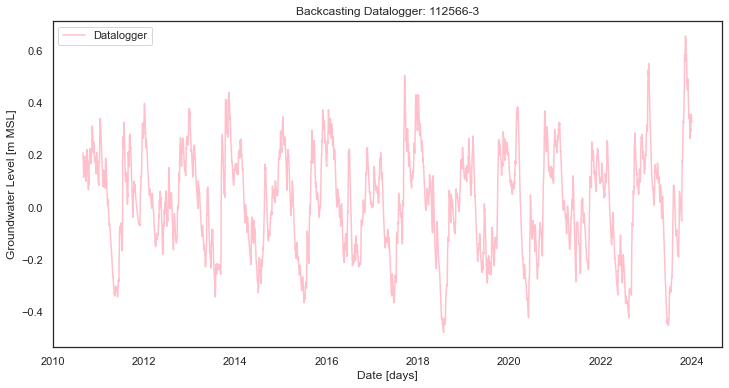 Backcasting Datalogger: 112566-3
Datalogger
Groundwater Level [m MSL]
0.6
0.4
0.2
0.0
−0.2
−0.4
2010 2012 2014 2016 2018 2020 2022 2024
Date [days]